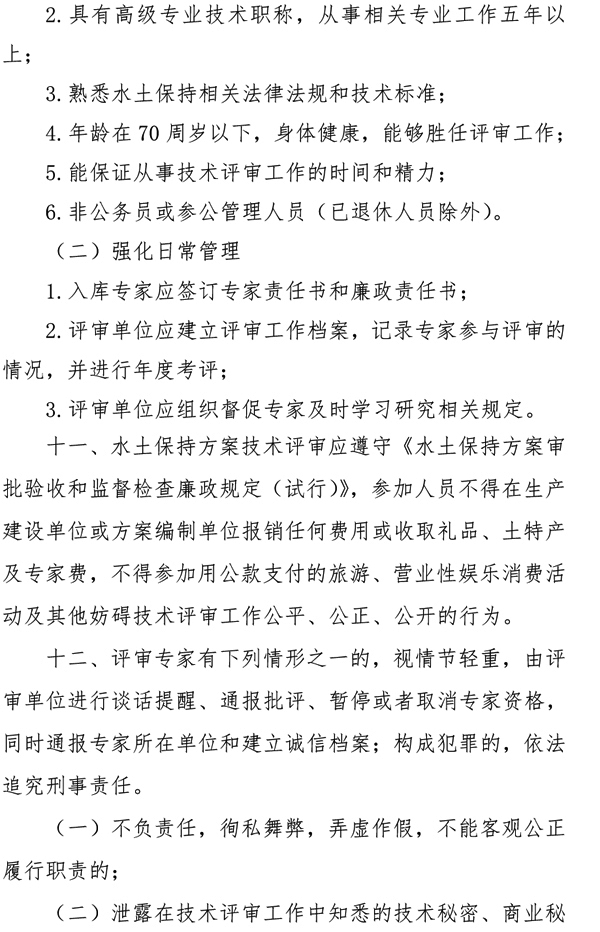 2.具有高级专业技术职称，从事相关专业工作五年以
上；
3.熟悉水土保持相关法律法规和技术标准；
4.年龄在 70 周岁以下，身体健康，能够胜任评审工作；
5.能保证从事技术评审工作的时间和精力；
6.非公务员或参公管理人员（已退休人员除外）。
（二）强化日常管理
1.入库专家应签订专家责任书和廉政责任书；
2.评审单位应建立评审工作档案，记录专家参与评审的
情况，并进行年度考评；
3.评审单位应组织督促专家及时学习研究相关规定。
十一、水土保持方案技术评审应遵守《水土保持方案审
批验收和监督检查廉政规定（试行）》，参加人员不得在生产
建设单位或方案编制单位报销任何费用或收取礼品、土特产
及专家费，不得参加用公款支付的旅游、营业性娱乐消费活
动及其他妨碍技术评审工作公平、公正、公开的行为。
十二、评审专家有下列情形之一的，视情节轻重，由评
审单位进行谈话提醒、通报批评、暂停或者取消专家资格，
同时通报专家所在单位和建立诚信档案；构成犯罪的，依法
追究刑事责任。
（一）不负责任，徇私舞弊，弄虚作假，不能客观公正
履行职责的；
（二）泄露在技术评审工作中知悉的技术秘密、商业秘